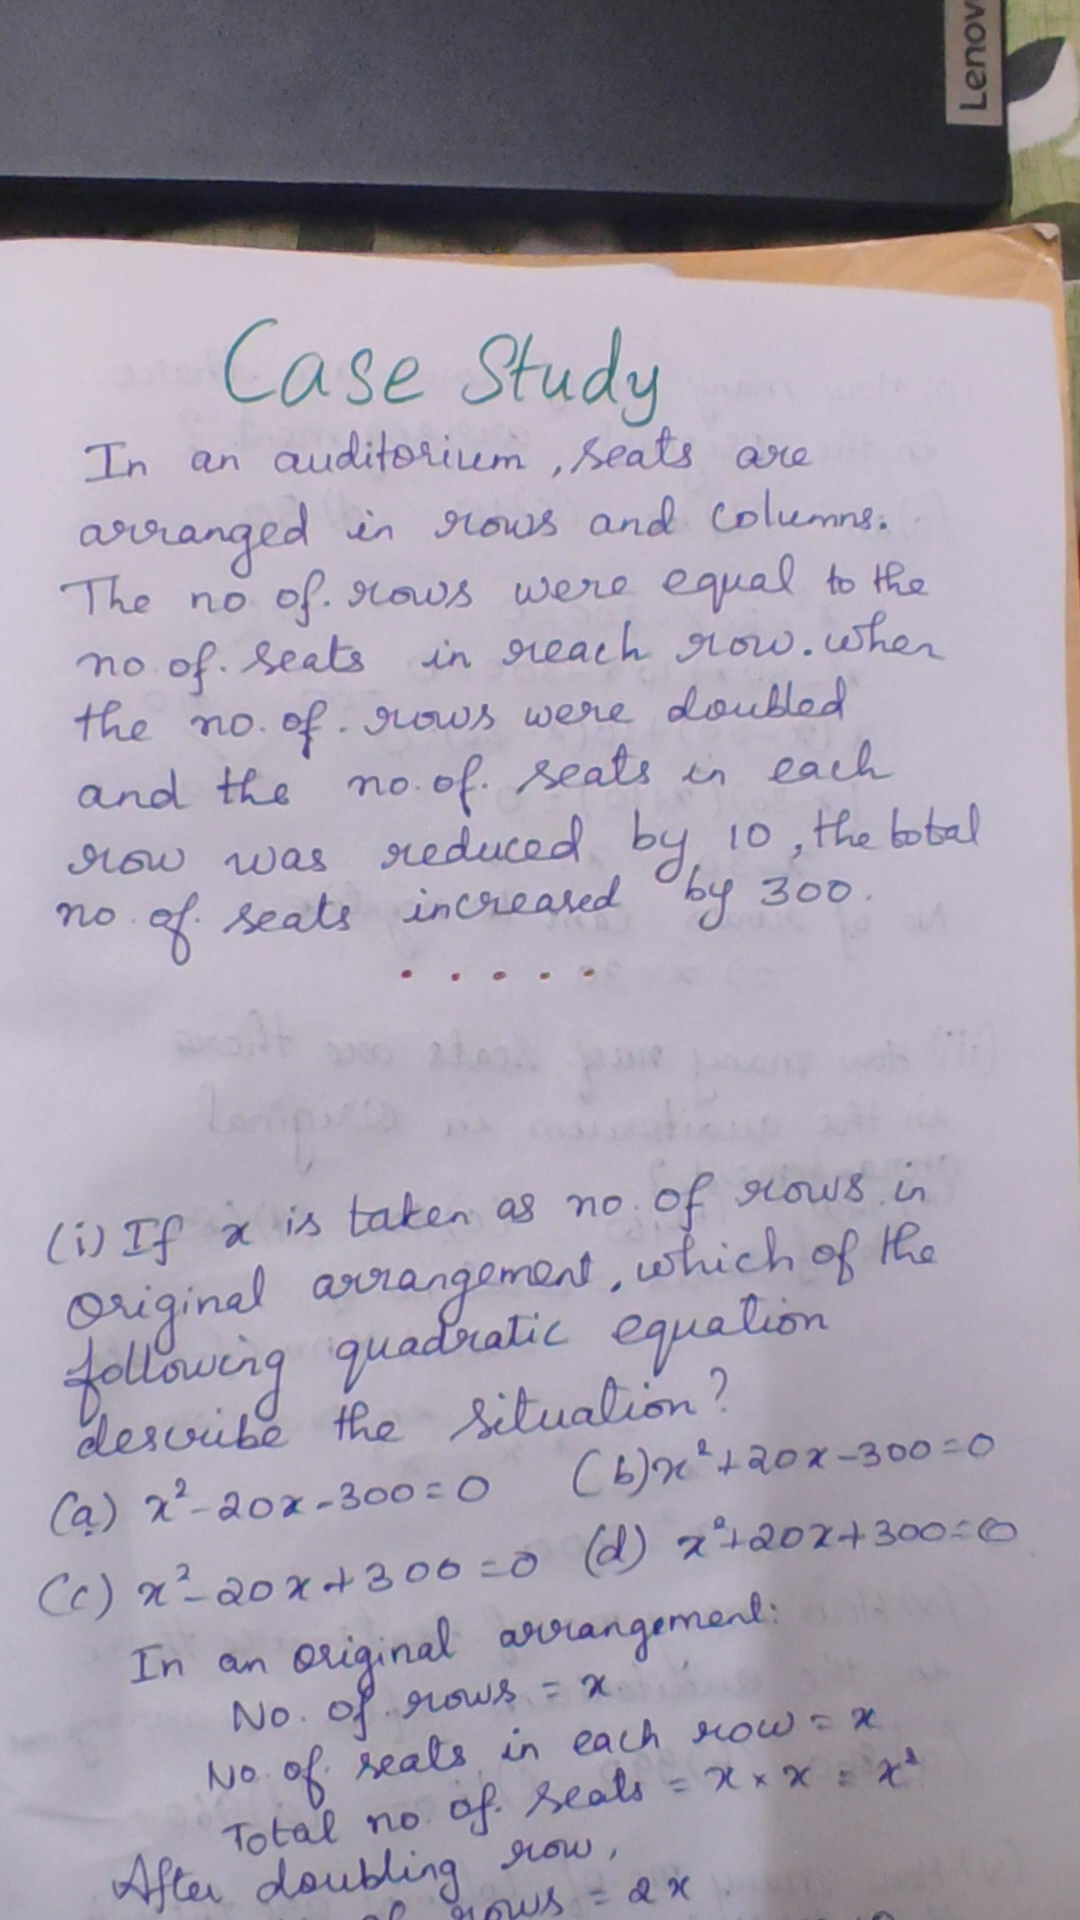 Lenov
Case Study
In an auditorium, seats are
arranged in rows and columns.
The no of. rows were equal to the
no. of. seats in reach row. when
the no. of. rows were doubled
and the no. of. seats in each
row was reduced by 10, the total
no. of. seats increased by 300.
.....
(i) If x is taken as no. of rows in
original arrangement, which of the
following quadratic equation
describe the situation?
(a) x²-20x-300=0 (b) x²+20x-300=0
(c) x²-20x+300=0 (d) x²+20x+300=0
In an original arrangement:
No. of. rows = x
No. of. seats in each row = x
Total no. of. seats = x × x = x²
After doubling row,
rows = 2x